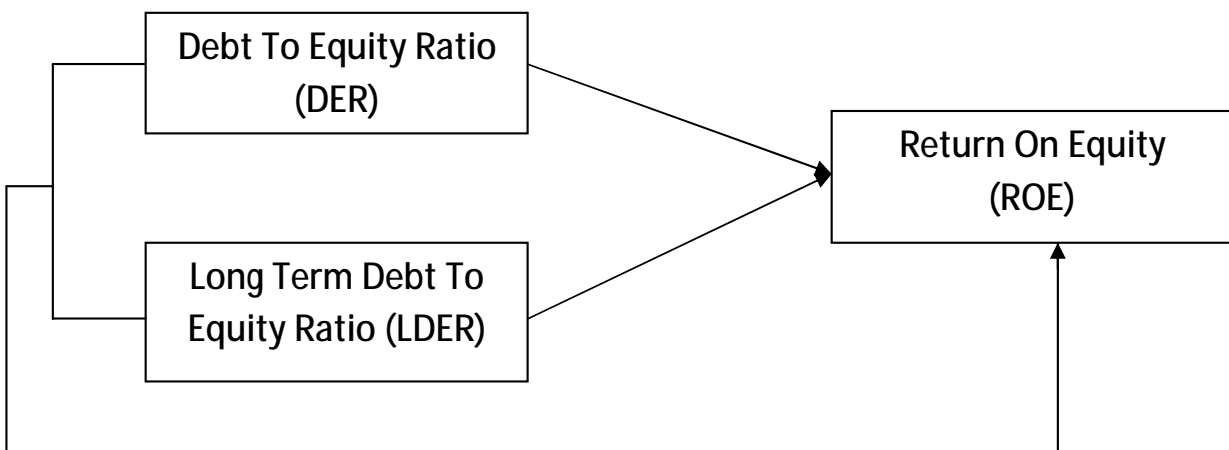 Debt To Equity Ratio
(DER)
Return On Equity
(ROE)
Long Term Debt To
Equity Ratio (LDER)